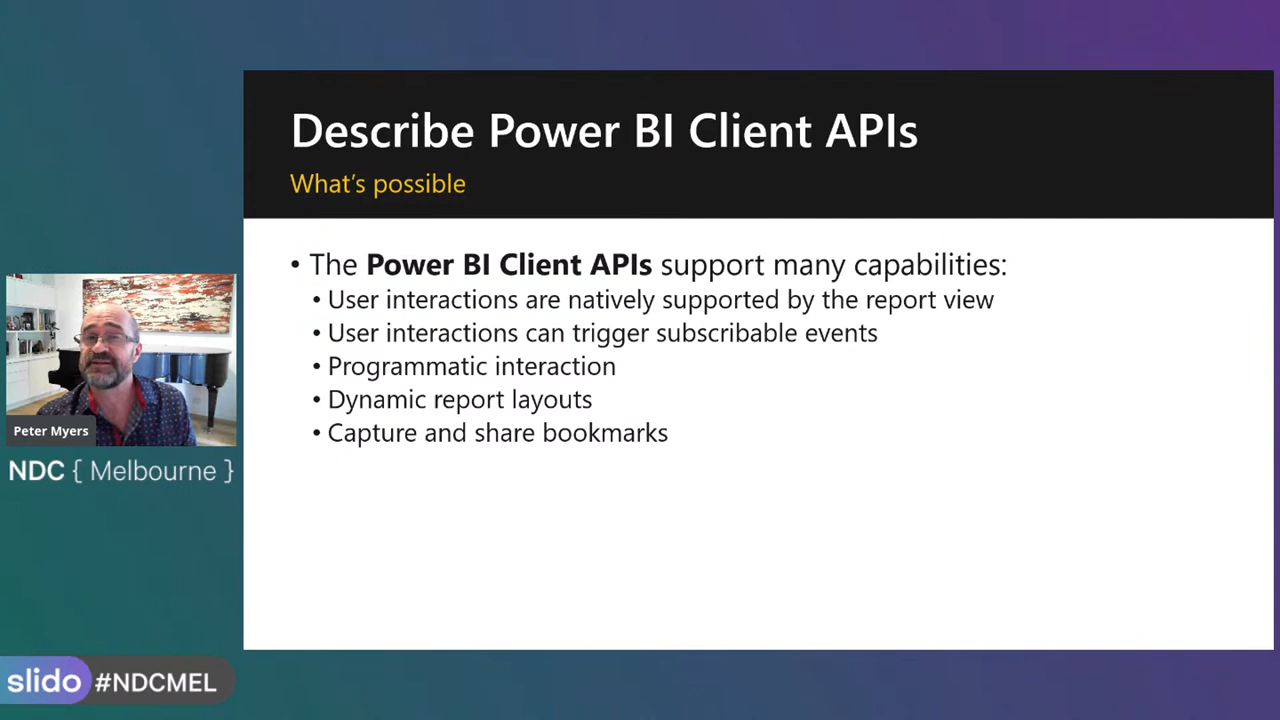 Describe Power BI Client APIs
What's possible
• The Power BI Client APIs support many capabilities:
• User interactions are natively supported by the report view
• User interactions can trigger subscribable events
• Programmatic interaction
• Dynamic report layouts
• Capture and share bookmarks
Peter Myers
NDC { Melbourne }
slido #NDCMEL